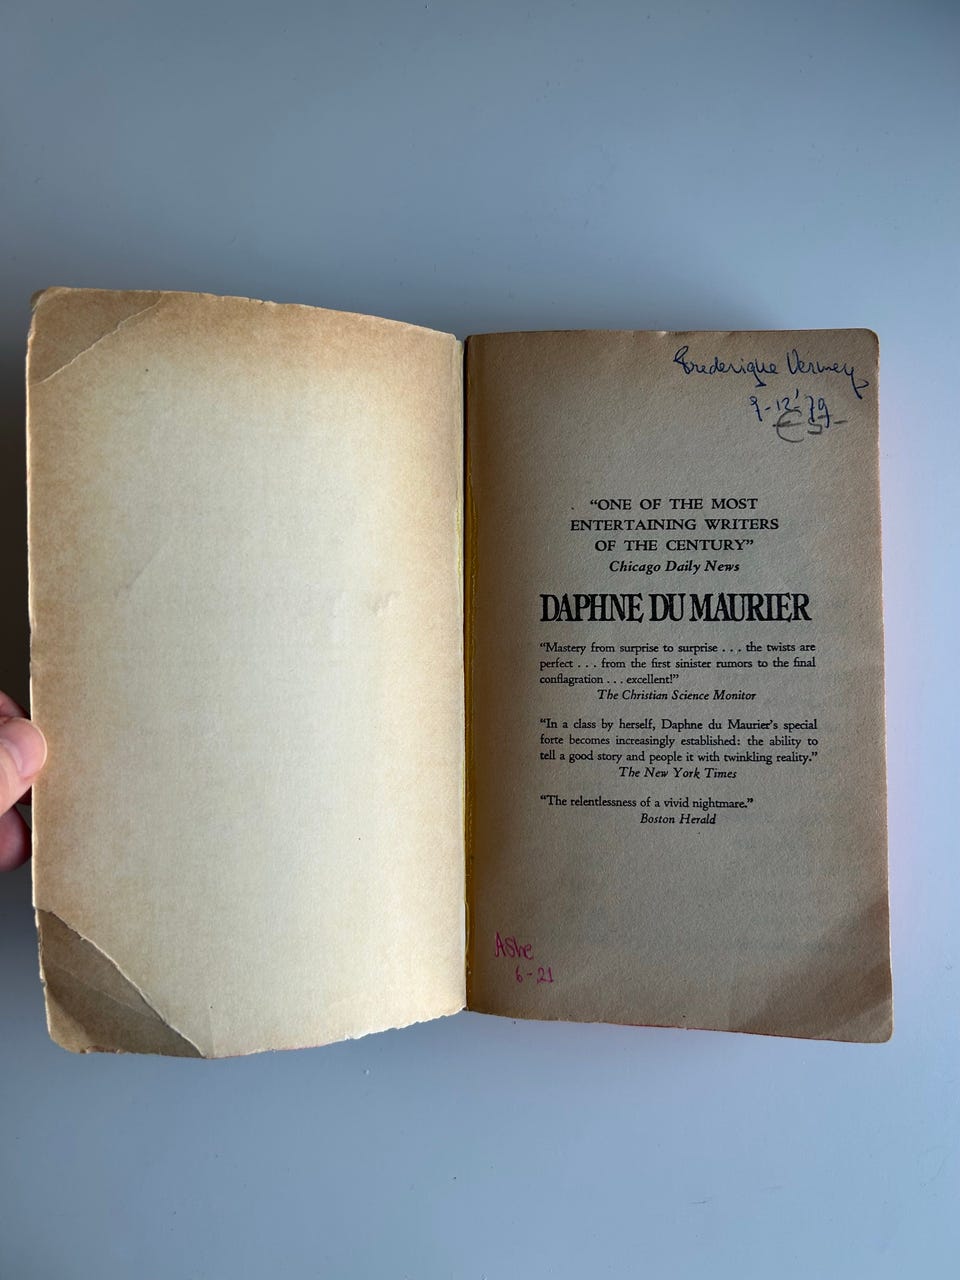 Frederique Vermey
9-12-'79
€5-
"ONE OF THE MOST
ENTERTAINING WRITERS
OF THE CENTURY"
Chicago Daily News
DAPHNE DU MAURIER
"Mastery from surprise to surprise . . . the twists are
perfect . . . from the first sinister rumors to the final
conflagration . . . excellent!"
The Christian Science Monitor
"In a class by herself, Daphne du Maurier's special
forte becomes increasingly established: the ability to
tell a good story and people it with twinkling reality."
The New York Times
"The relentlessness of a vivid nightmare."
Boston Herald
Ashe
6-21